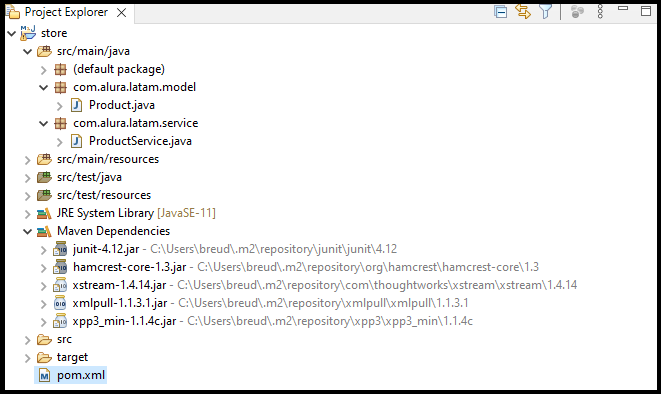 Project Explorer
store
src/main/java
(default package)
com.alura.latam.model
Product.java
com.alura.latam.service
ProductService.java
src/main/resources
src/test/java
src/test/resources
JRE System Library [JavaSE-11]
Maven Dependencies
junit-4.12.jar - C:\Users\breud\.m2\repository\junit\junit\4.12
hamcrest-core-1.3.jar - C:\Users\breud\.m2\repository\org\hamcrest\hamcrest-core\1.3
xstream-1.4.14.jar - C:\Users\breud\.m2\repository\com\thoughtworks\xstream\xstream\1.4.14
xmlpull-1.1.3.1.jar - C:\Users\breud\.m2\repository\xmlpull\xmlpull\1.1.3.1
xpp3_min-1.1.4c.jar - C:\Users\breud\.m2\repository\xpp3\xpp3_min\1.1.4c
src
target
pom.xml